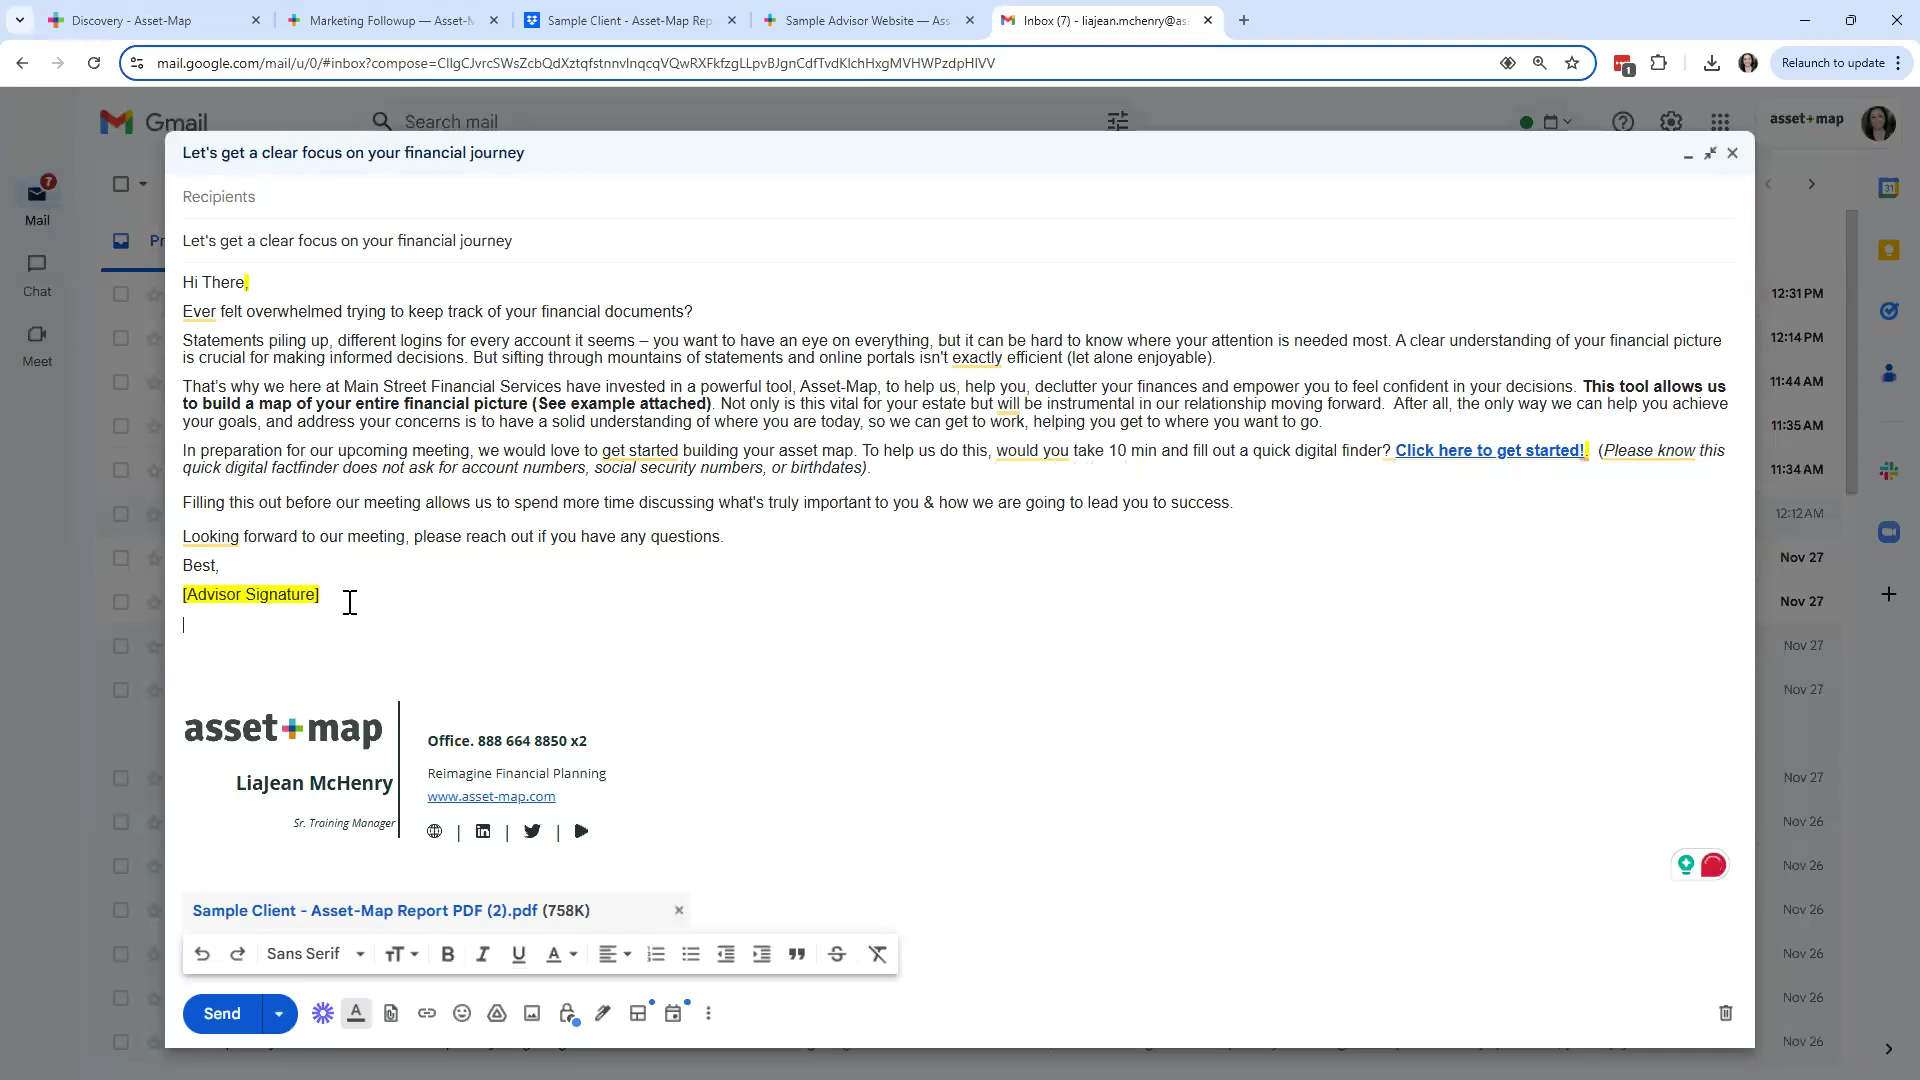 Discovery - Asset-Map
Marketing Followup — Asset-M
Sample Client - Asset-Map Rep
Sample Advisor Website — Ass
Inbox (7) - liajean.mchenry@as
mail.google.com/mail/u/0/#inbox?compose=CllgCJvrcSWsZcbQdXztqfstnnvlnqcqVQwRXFkfzgLLpvBJgnCdfTvdKlchHxgMVHWPzdpHlVV
1
Relaunch to update
Gmail
Search mail
asset+map
Let's get a clear focus on your financial journey
7
Mail
Recipients
31
Pr
Let's get a clear focus on your financial journey
Chat
Hi There,
12:31 PM
Ever felt overwhelmed trying to keep track of your financial documents?
Statements piling up, different logins for every account it seems – you want to have an eye on everything, but it can be hard to know where your attention is needed most. A clear understanding of your financial picture
12:14 PM
is crucial for making informed decisions. But sifting through mountains of statements and online portals isn't exactly efficient (let alone enjoyable).
Meet
That's why we here at Main Street Financial Services have invested in a powerful tool, Asset-Map, to help us, help you, declutter your finances and empower you to feel confident in your decisions. This tool allows us
11:44 AM
to build a map of your entire financial picture (See example attached). Not only is this vital for your estate but will be instrumental in our relationship moving forward.  After all, the only way we can help you achieve
your goals, and address your concerns is to have a solid understanding of where you are today, so we can get to work, helping you get to where you want to go.
11:35 AM
In preparation for our upcoming meeting, we would love to get started building your asset map. To help us do this, would you take 10 min and fill out a quick digital finder? Click here to get started!.  (Please know this
quick digital factfinder does not ask for account numbers, social security numbers, or birthdates).
11:34 AM
Filling this out before our meeting allows us to spend more time discussing what's truly important to you & how we are going to lead you to success.
12:12 AM
Looking forward to our meeting, please reach out if you have any questions.
Nov 27
Best,
[Advisor Signature]
Nov 27
Nov 27
Nov 27
asset+map
Office. 888 664 8850 x2
Reimagine Financial Planning
Nov 27
LiaJean McHenry
www.asset-map.com
Sr. Training Manager
Nov 26
Nov 26
Sample Client - Asset-Map Report PDF (2).pdf (758K)
Nov 26
Sans Serif
Nov 26
Nov 26
Send
Nov 26